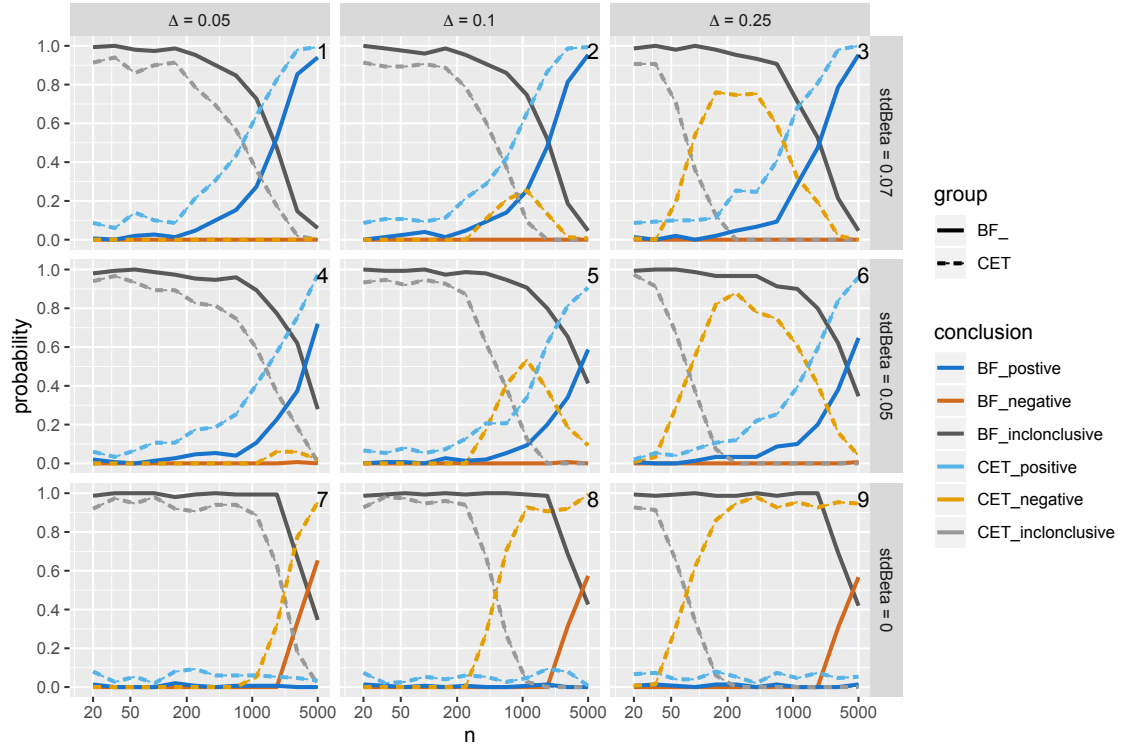 Δ = 0.05
Δ = 0.1
Δ = 0.25
1.0
0.8
0.6
0.4
0.2
0.0
1
2
3
stdBeta = 0.07
1.0
0.8
0.6
0.4
0.2
0.0
4
5
6
stdBeta = 0.05
1.0
0.8
0.6
0.4
0.2
0.0
7
8
9
stdBeta = 0
probability
20 50 200 1000 5000
20 50 200 1000 5000
20 50 200 1000 5000
n
group
BF_
CET
conclusion
BF_postive
BF_negative
BF_inclonclusive
CET_positive
CET_negative
CET_inclonclusive